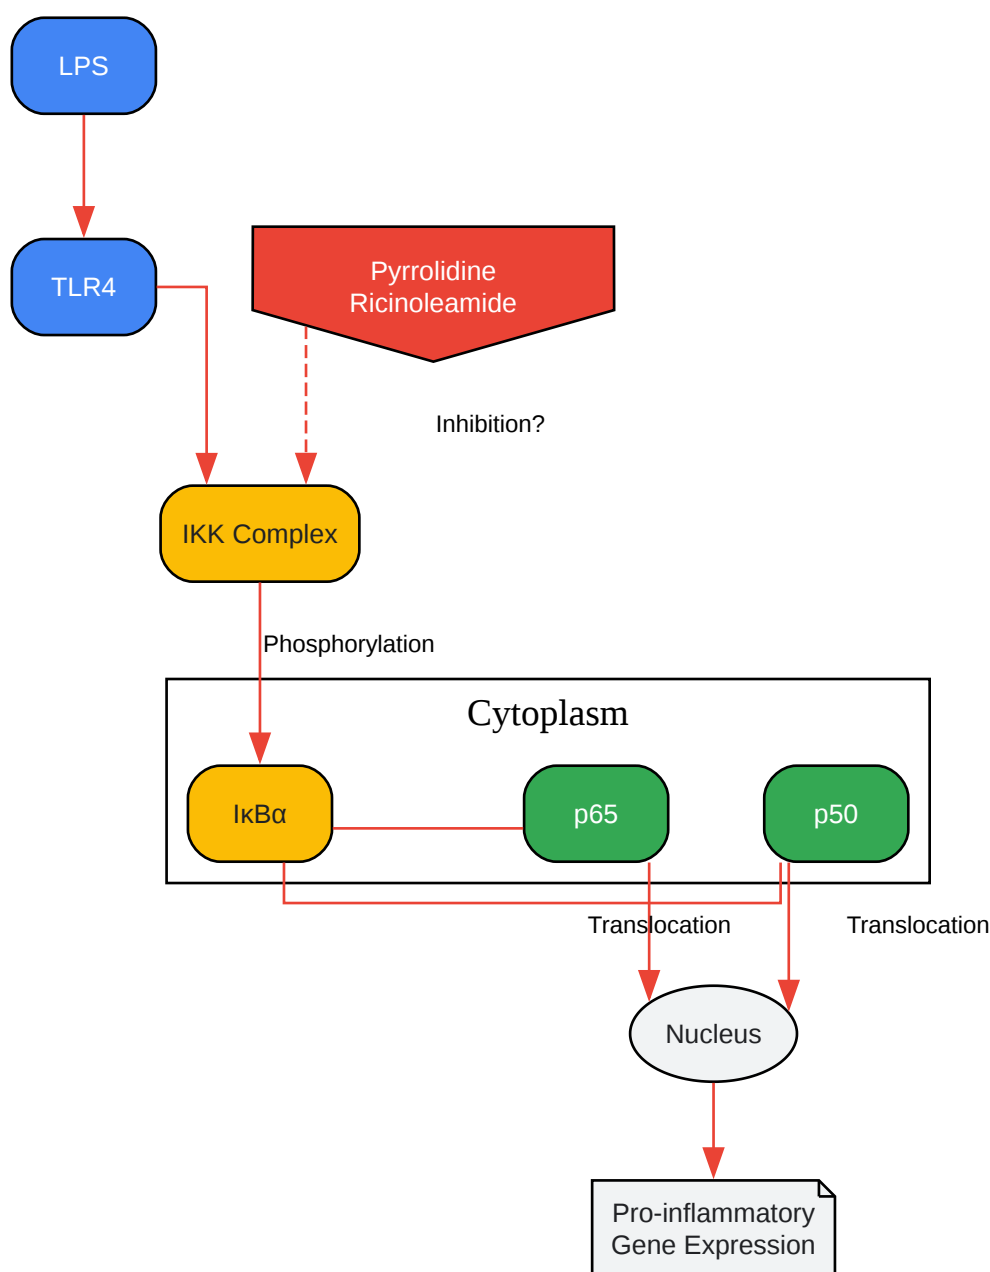 LPS
TLR4
Pyrrolidine
Ricinoleamide
Inhibition?
IKK Complex
Phosphorylation
Cytoplasm
IκBα
p65
p50
Translocation
Translocation
Nucleus
Pro-inflammatory
Gene Expression